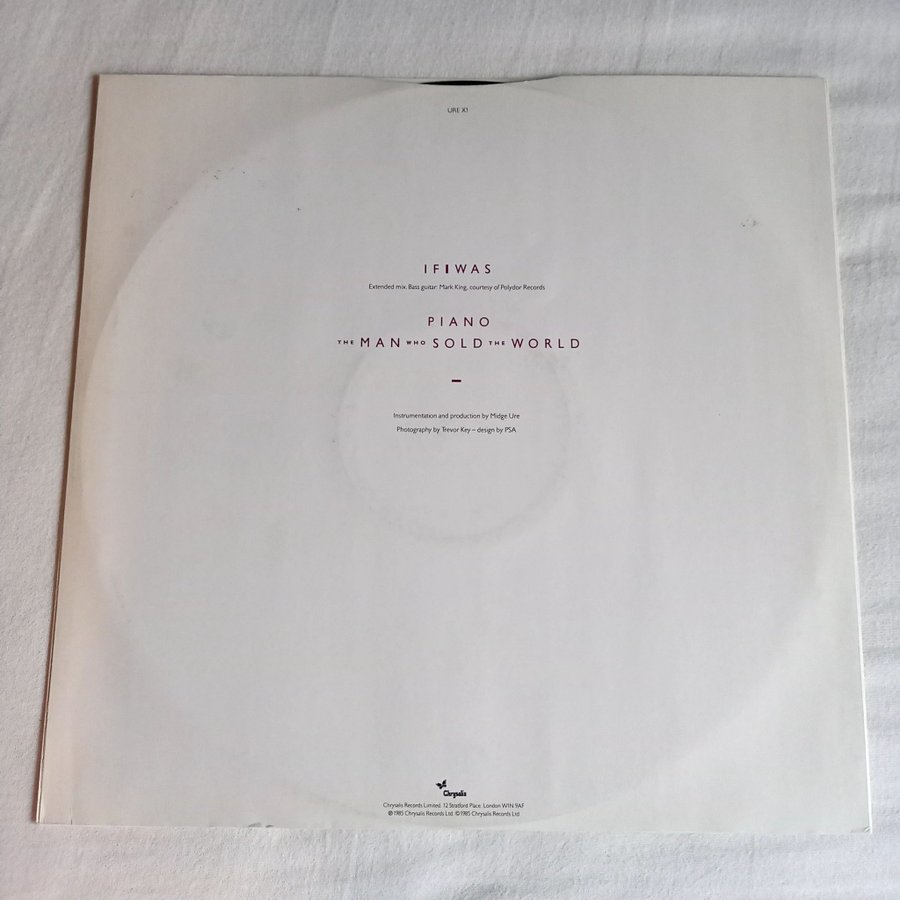 URE X1
IF I WAS
Extended mix. Bass guitar: Mark King, courtesy of Polydor Records
PIANO
THE MAN WHO SOLD THE WORLD
Instrumentation and production by Midge Ure
Photography by Trevor Key – design by PSA
Chrysalis
Chrysalis Records Limited. 12 Stratford Place. London W1N 9AF
℗ 1985 Chrysalis Records Ltd. © 1985 Chrysalis Records Ltd